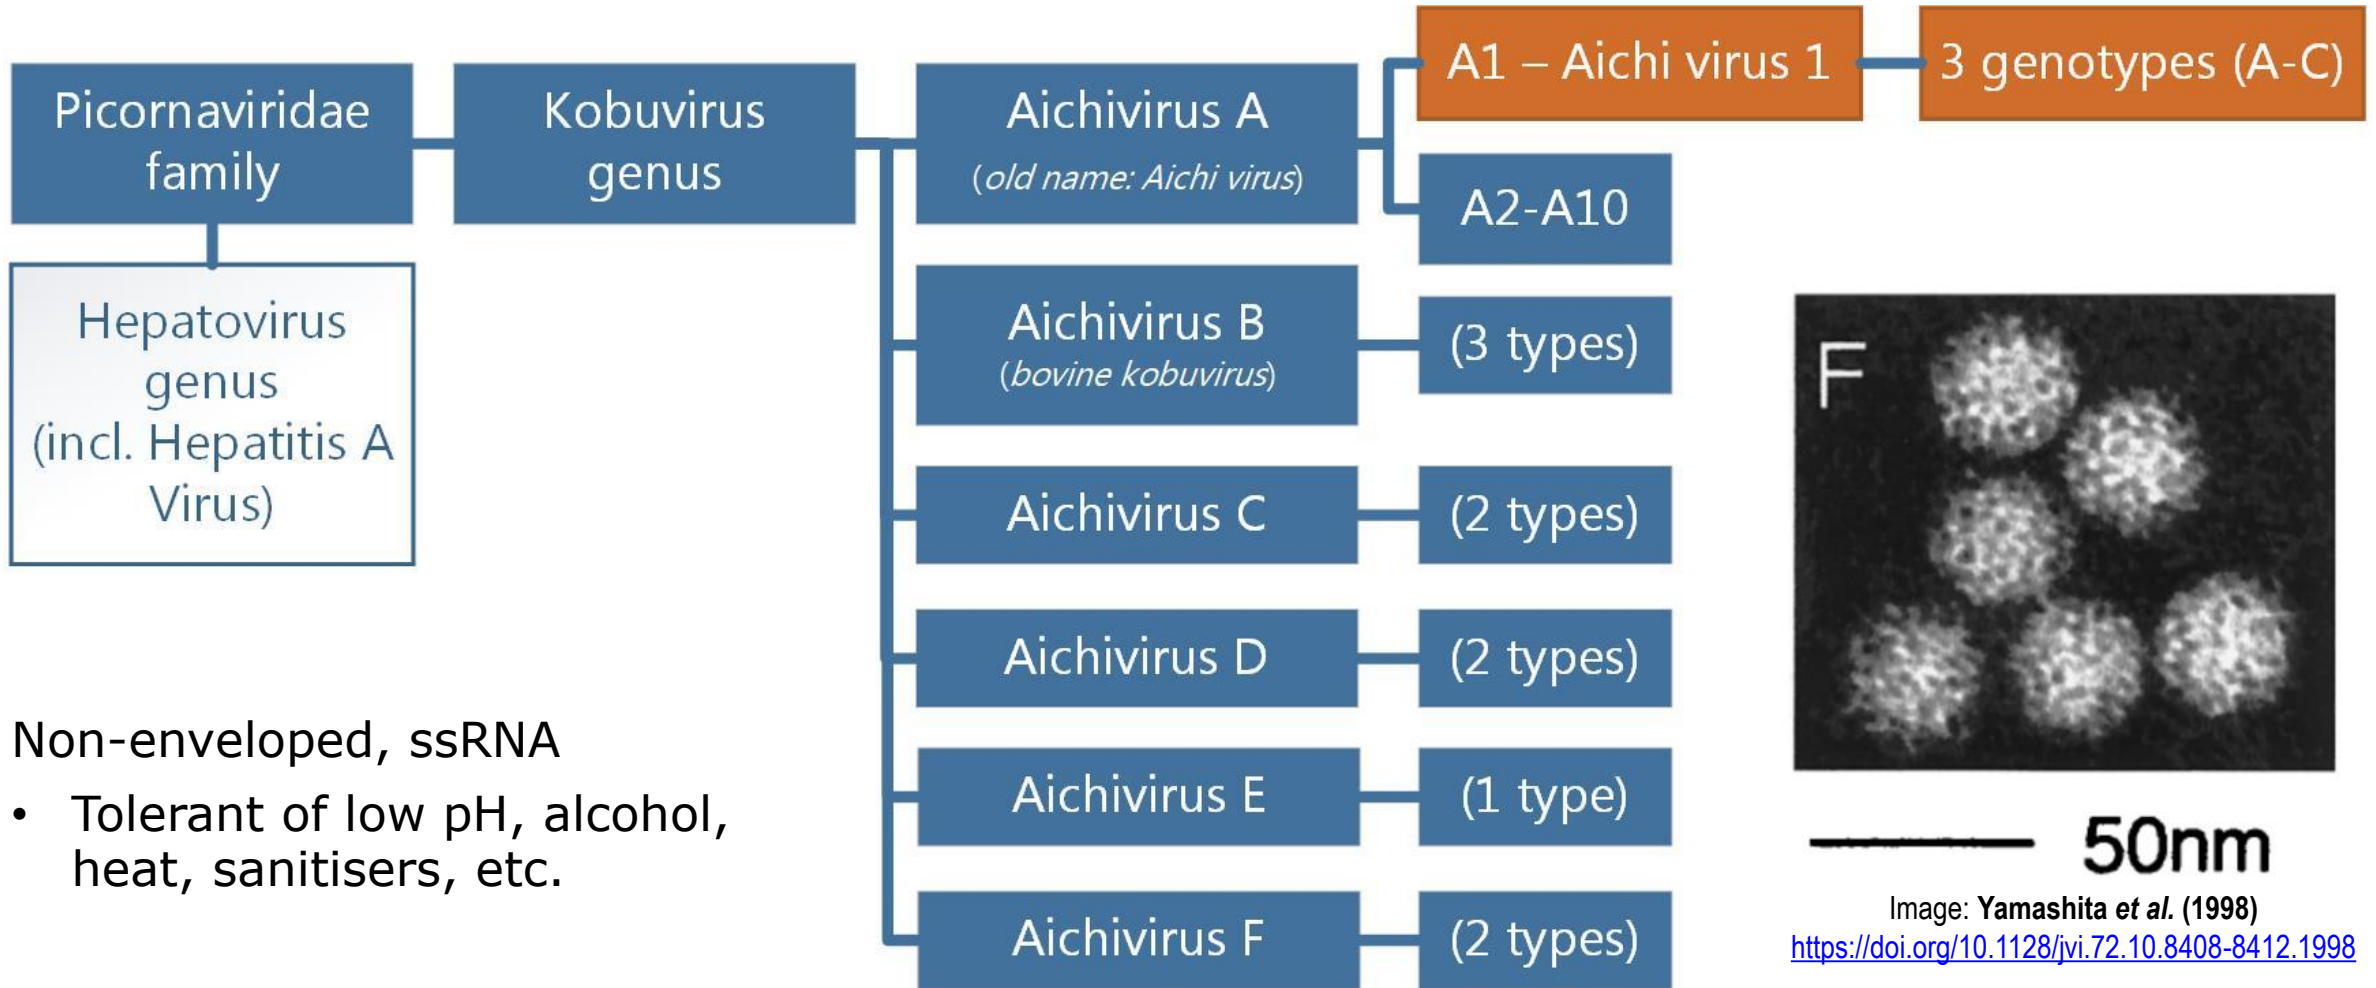 Picornaviridae
family
Kobuvirus
genus
Aichivirus A
(old name: Aichi virus)
A1 – Aichi virus 1
3 genotypes (A-C)
A2-A10
Hepatovirus
genus
(incl. Hepatitis A
Virus)
Aichivirus B
(bovine kobuvirus)
(3 types)
Aichivirus C
(2 types)
Aichivirus D
(2 types)
Aichivirus E
(1 type)
Aichivirus F
(2 types)
Non-enveloped, ssRNA
• Tolerant of low pH, alcohol,
heat, sanitisers, etc.
F
50nm
Image: Yamashita et al. (1998)
https://doi.org/10.1128/jvi.72.10.8408-8412.1998